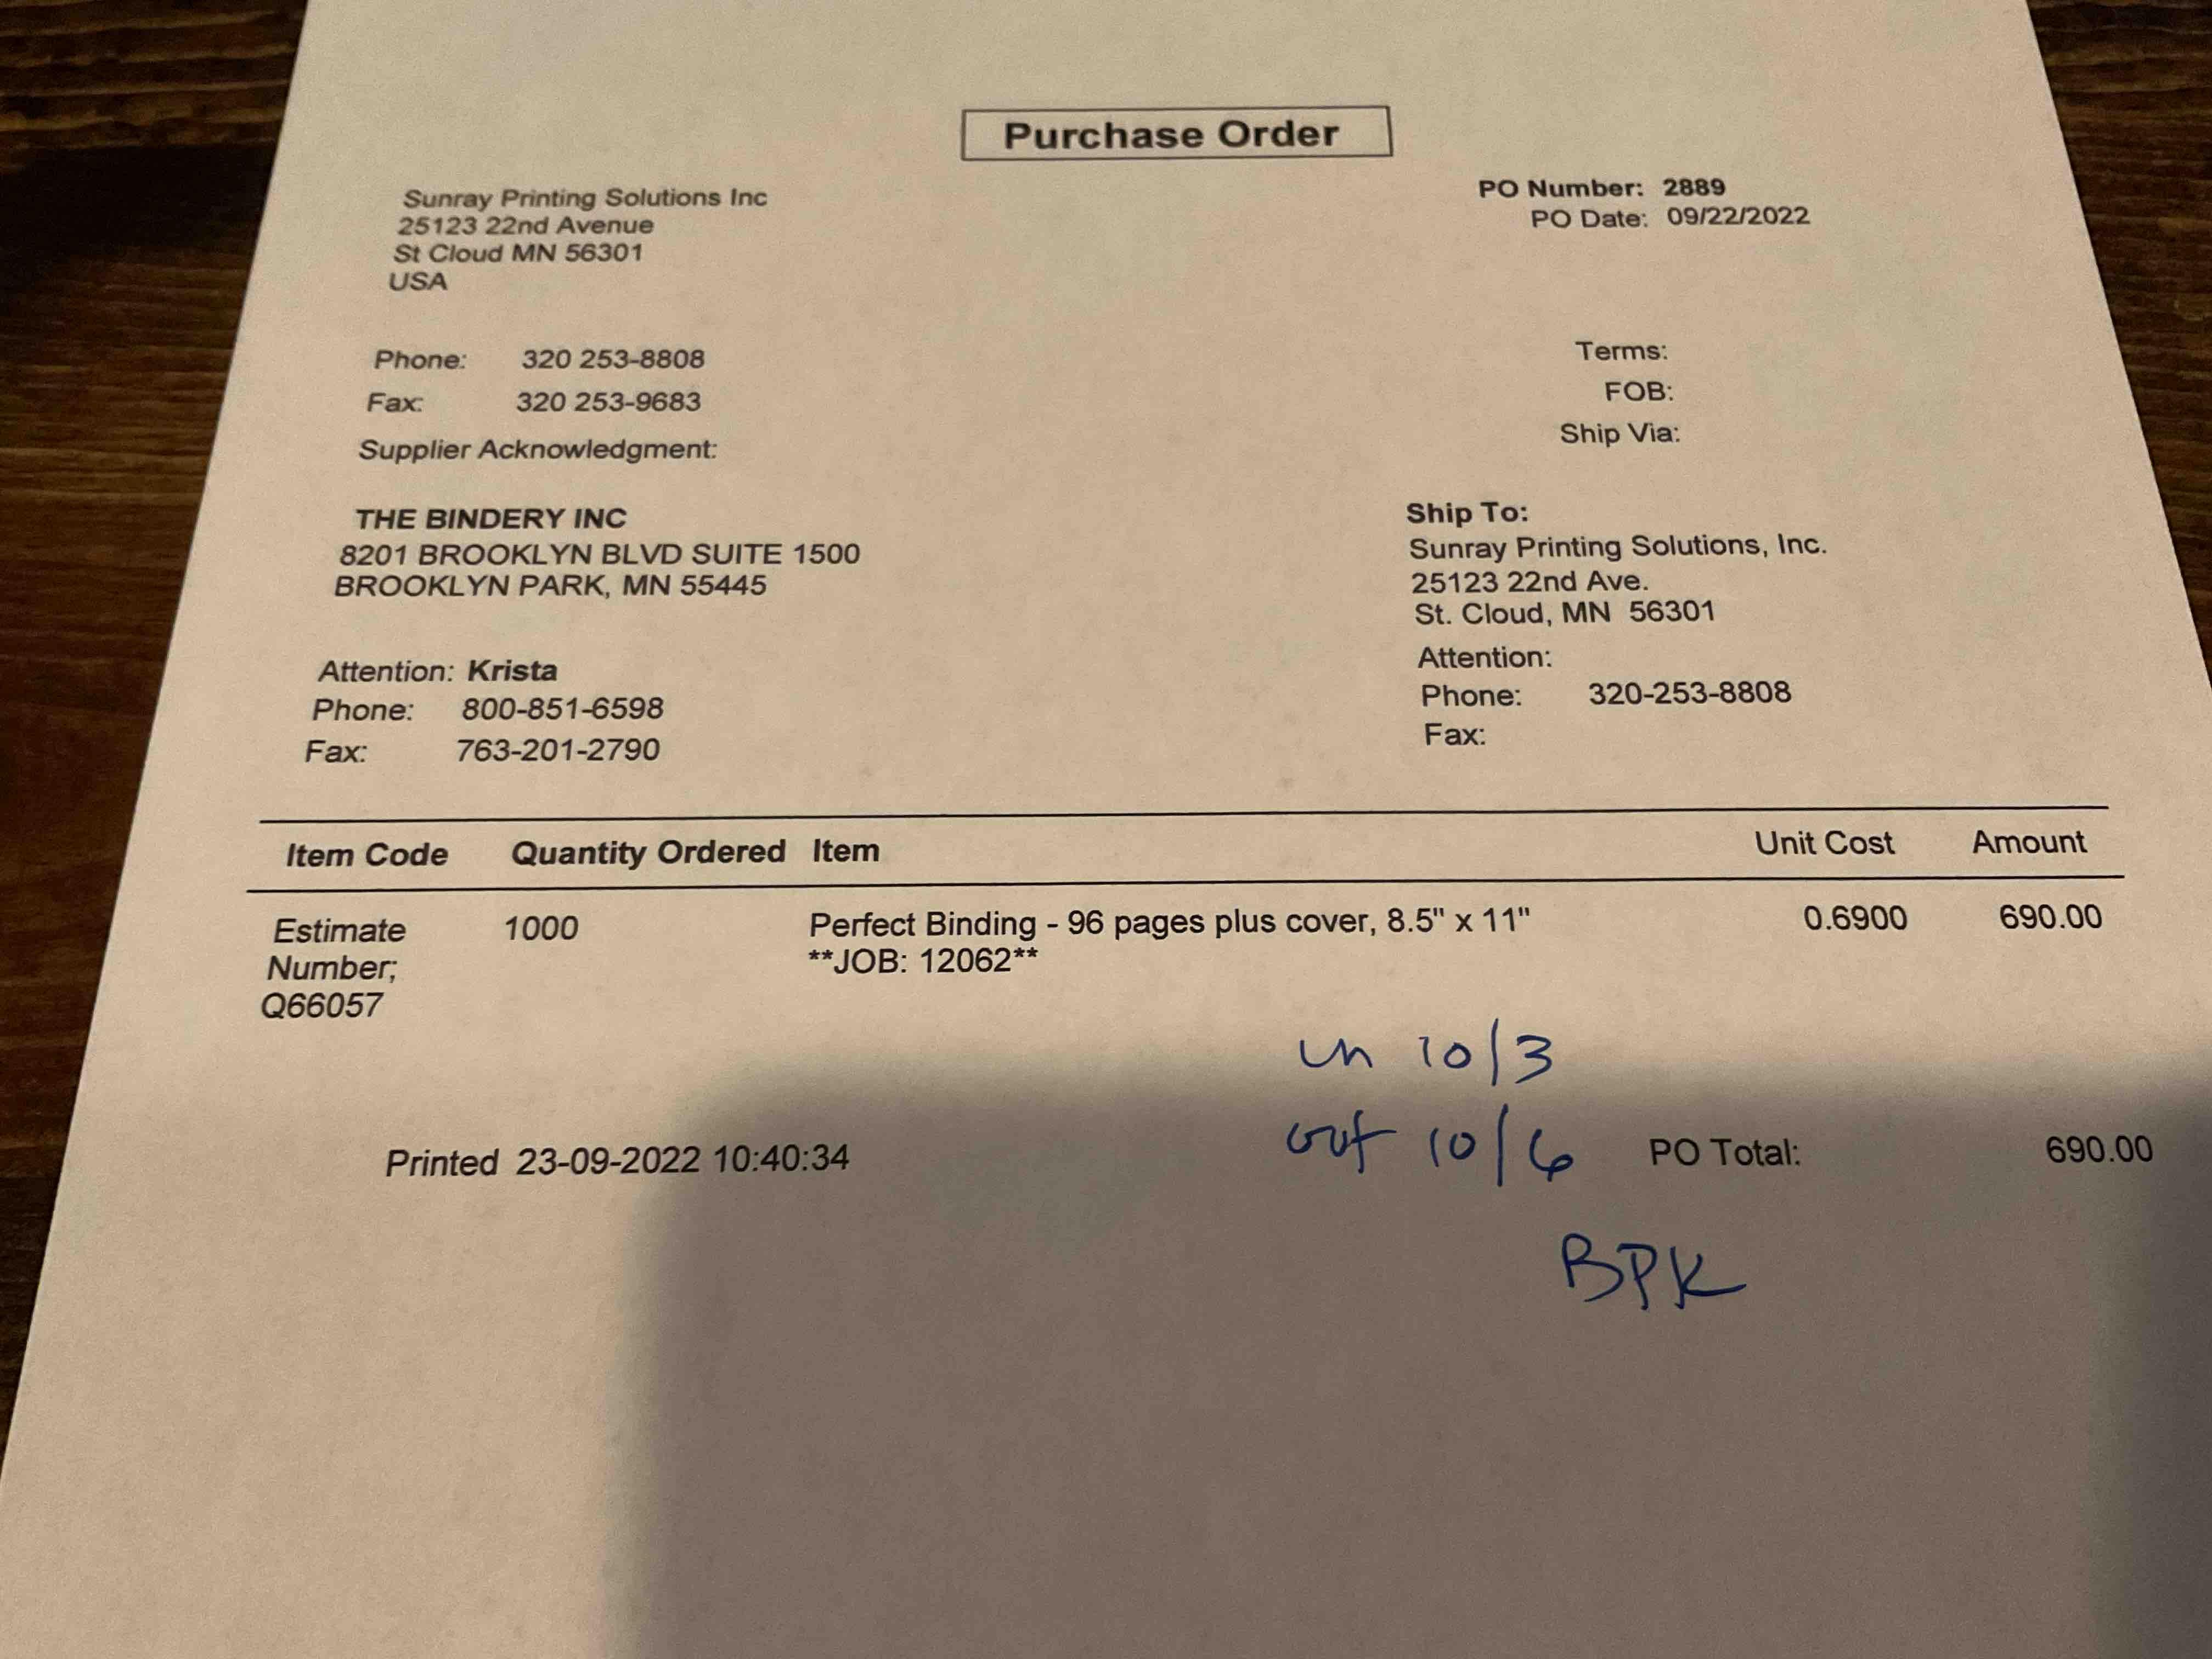 Purchase Order
Sunray Printing Solutions Inc
25123 22nd Avenue
St Cloud MN 56301
USA
PO Number: 2889
PO Date: 09/22/2022
Phone: 320 253-8808
Fax: 320 253-9683
Supplier Acknowledgment:
Terms:
FOB:
Ship Via:
THE BINDERY INC
8201 BROOKLYN BLVD SUITE 1500
BROOKLYN PARK, MN 55445
Attention: Krista
Phone: 800-851-6598
Fax: 763-201-2790
Ship To:
Sunray Printing Solutions, Inc.
25123 22nd Ave.
St. Cloud, MN 56301
Attention:
Phone: 320-253-8808
Fax:
Item Code Quantity Ordered Item Unit Cost Amount
Estimate 1000 Perfect Binding - 96 pages plus cover, 8.5" x 11" 0.6900 690.00
Number; **JOB: 12062**
Q66057
in 10/3
out 10/6
Printed 23-09-2022 10:40:34 PO Total: 690.00
BPK